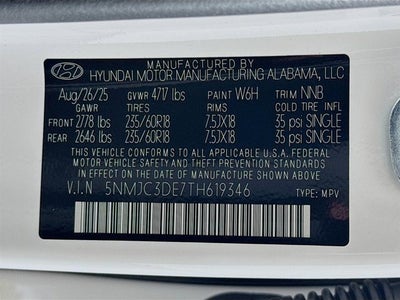 MANUFACTURED BY
HYUNDAI MOTOR MANUFACTURING ALABAMA, LLC
Aug/26/25 GVWR 4717 lbs PAINT W6H TRIM NNB
GAWR TIRES RIMS COLD TIRE INFL
FRONT 2778 lbs 235/60R18 7.5JX18 35 psi SINGLE
REAR 2646 lbs 235/60R18 7.5JX18 35 psi SINGLE
THIS VEHICLE CONFORMS TO ALL APPLICABLE U.S.A. FEDERAL MOTOR VEHICLE
SAFETY, BUMPER, AND THEFT PREVENTION STANDARDS IN EFFECT ON THE
DATE OF MANUFACTURE SHOWN ABOVE.
V.I.N 5NMJC3DE7TH619346 TYPE: MPV